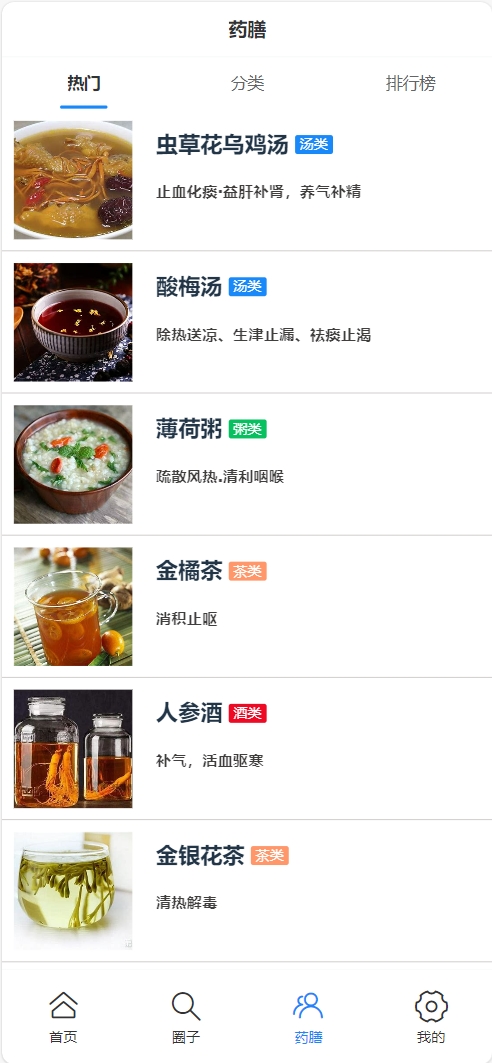 药膳
热门 分类 排行榜
虫草花乌鸡汤 汤类
止血化痰·益肝补肾，养气补精
酸梅汤 汤类
除热送凉、生津止漏、祛痰止渴
薄荷粥 粥类
疏散风热.清利咽喉
金橘茶 茶类
消积止呕
人参酒 酒类
补气，活血驱寒
金银花茶 茶类
清热解毒
首页 圈子 药膳 我的